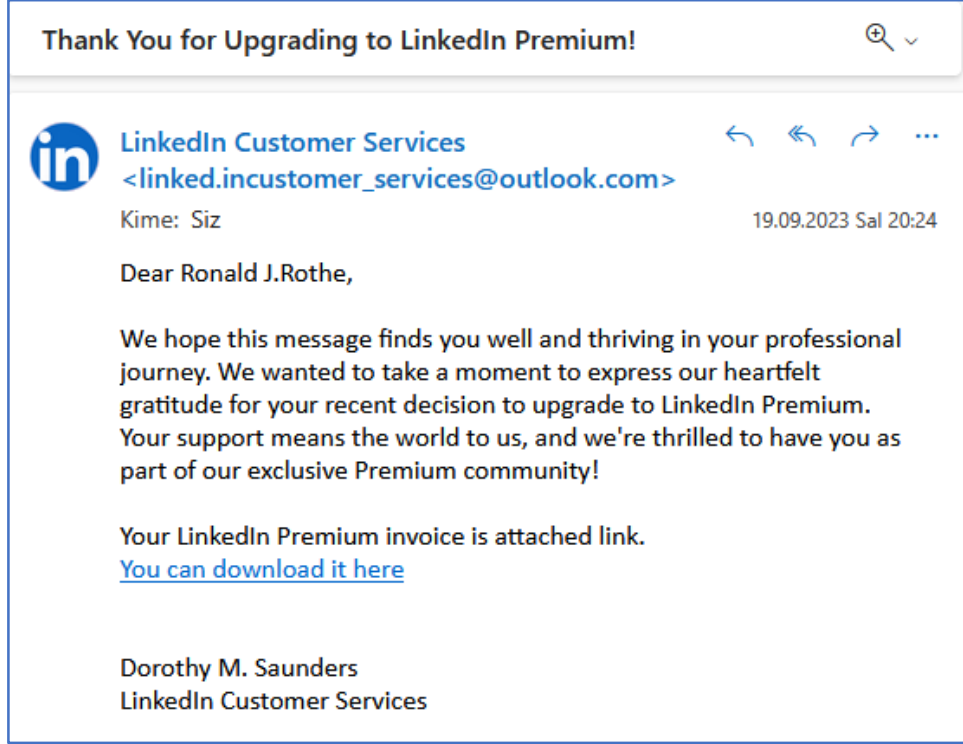 Thank You for Upgrading to LinkedIn Premium!
in
LinkedIn Customer Services
<linked.incustomer_services@outlook.com>
Kime: Siz
19.09.2023 Sal 20:24
Dear Ronald J.Rothe,
We hope this message finds you well and thriving in your professional
journey. We wanted to take a moment to express our heartfelt
gratitude for your recent decision to upgrade to LinkedIn Premium.
Your support means the world to us, and we're thrilled to have you as
part of our exclusive Premium community!
Your LinkedIn Premium invoice is attached link.
You can download it here
Dorothy M. Saunders
LinkedIn Customer Services